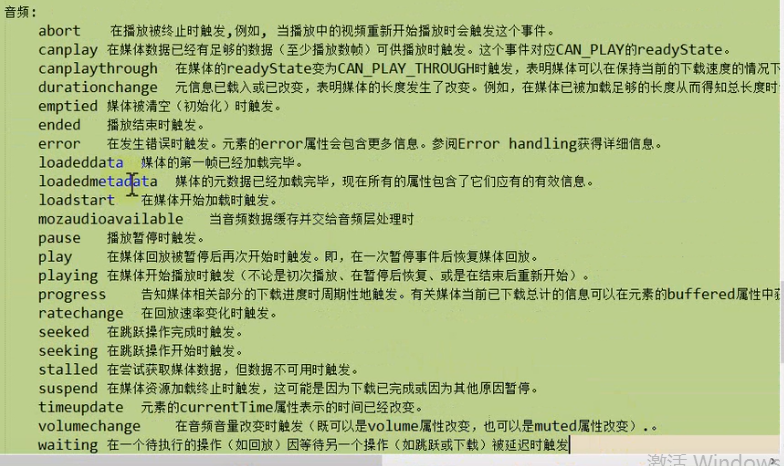 音频:
abort 在播放被终止时触发,例如, 当播放中的视频重新开始播放时会触发这个事件。
canplay 在媒体数据已经有足够的数据（至少播放数帧）可供播放时触发。这个事件对应CAN_PLAY的readyState。
canplaythrough 在媒体的readyState变为CAN_PLAY_THROUGH时触发，表明媒体可以在保持当前的下载速度的情况下
durationchange 元信息已载入或已改变，表明媒体的长度发生了改变。例如，在媒体已被加载足够的长度从而得知总长度时
emptied 媒体被清空（初始化）时触发。
ended 播放结束时触发。
error 在发生错误时触发。元素的error属性会包含更多信息。参阅Error handling获得详细信息。
loadeddata 媒体的第一帧已经加载完毕。
loadedmetadata 媒体的元数据已经加载完毕，现在所有的属性包含了它们应有的有效信息。
loadstart 在媒体开始加载时触发。
mozaudioavailable 当音频数据缓存并交给音频层处理时
pause 播放暂停时触发。
play 在媒体回放被暂停后再次开始时触发。即，在一次暂停事件后恢复媒体回放。
playing 在媒体开始播放时触发（不论是初次播放、在暂停后恢复、或是在结束后重新开始）。
progress 告知媒体相关部分的下载进度时周期性地触发。有关媒体当前已下载总计的信息可以在元素的buffered属性中获
ratechange 在回放速率变化时触发。
seeked 在跳跃操作完成时触发。
seeking 在跳跃操作开始时触发。
stalled 在尝试获取媒体数据，但数据不可用时触发。
suspend 在媒体资源加载终止时触发，这可能是因为下载已完成或因为其他原因暂停。
timeupdate 元素的currentTime属性表示的时间已经改变。
volumechange 在音频音量改变时触发（既可以是volume属性改变，也可以是muted属性改变）.。
waiting 在一个待执行的操作（如回放）因等待另一个操作（如跳跃或下载）被延迟时触发
激活 Windows